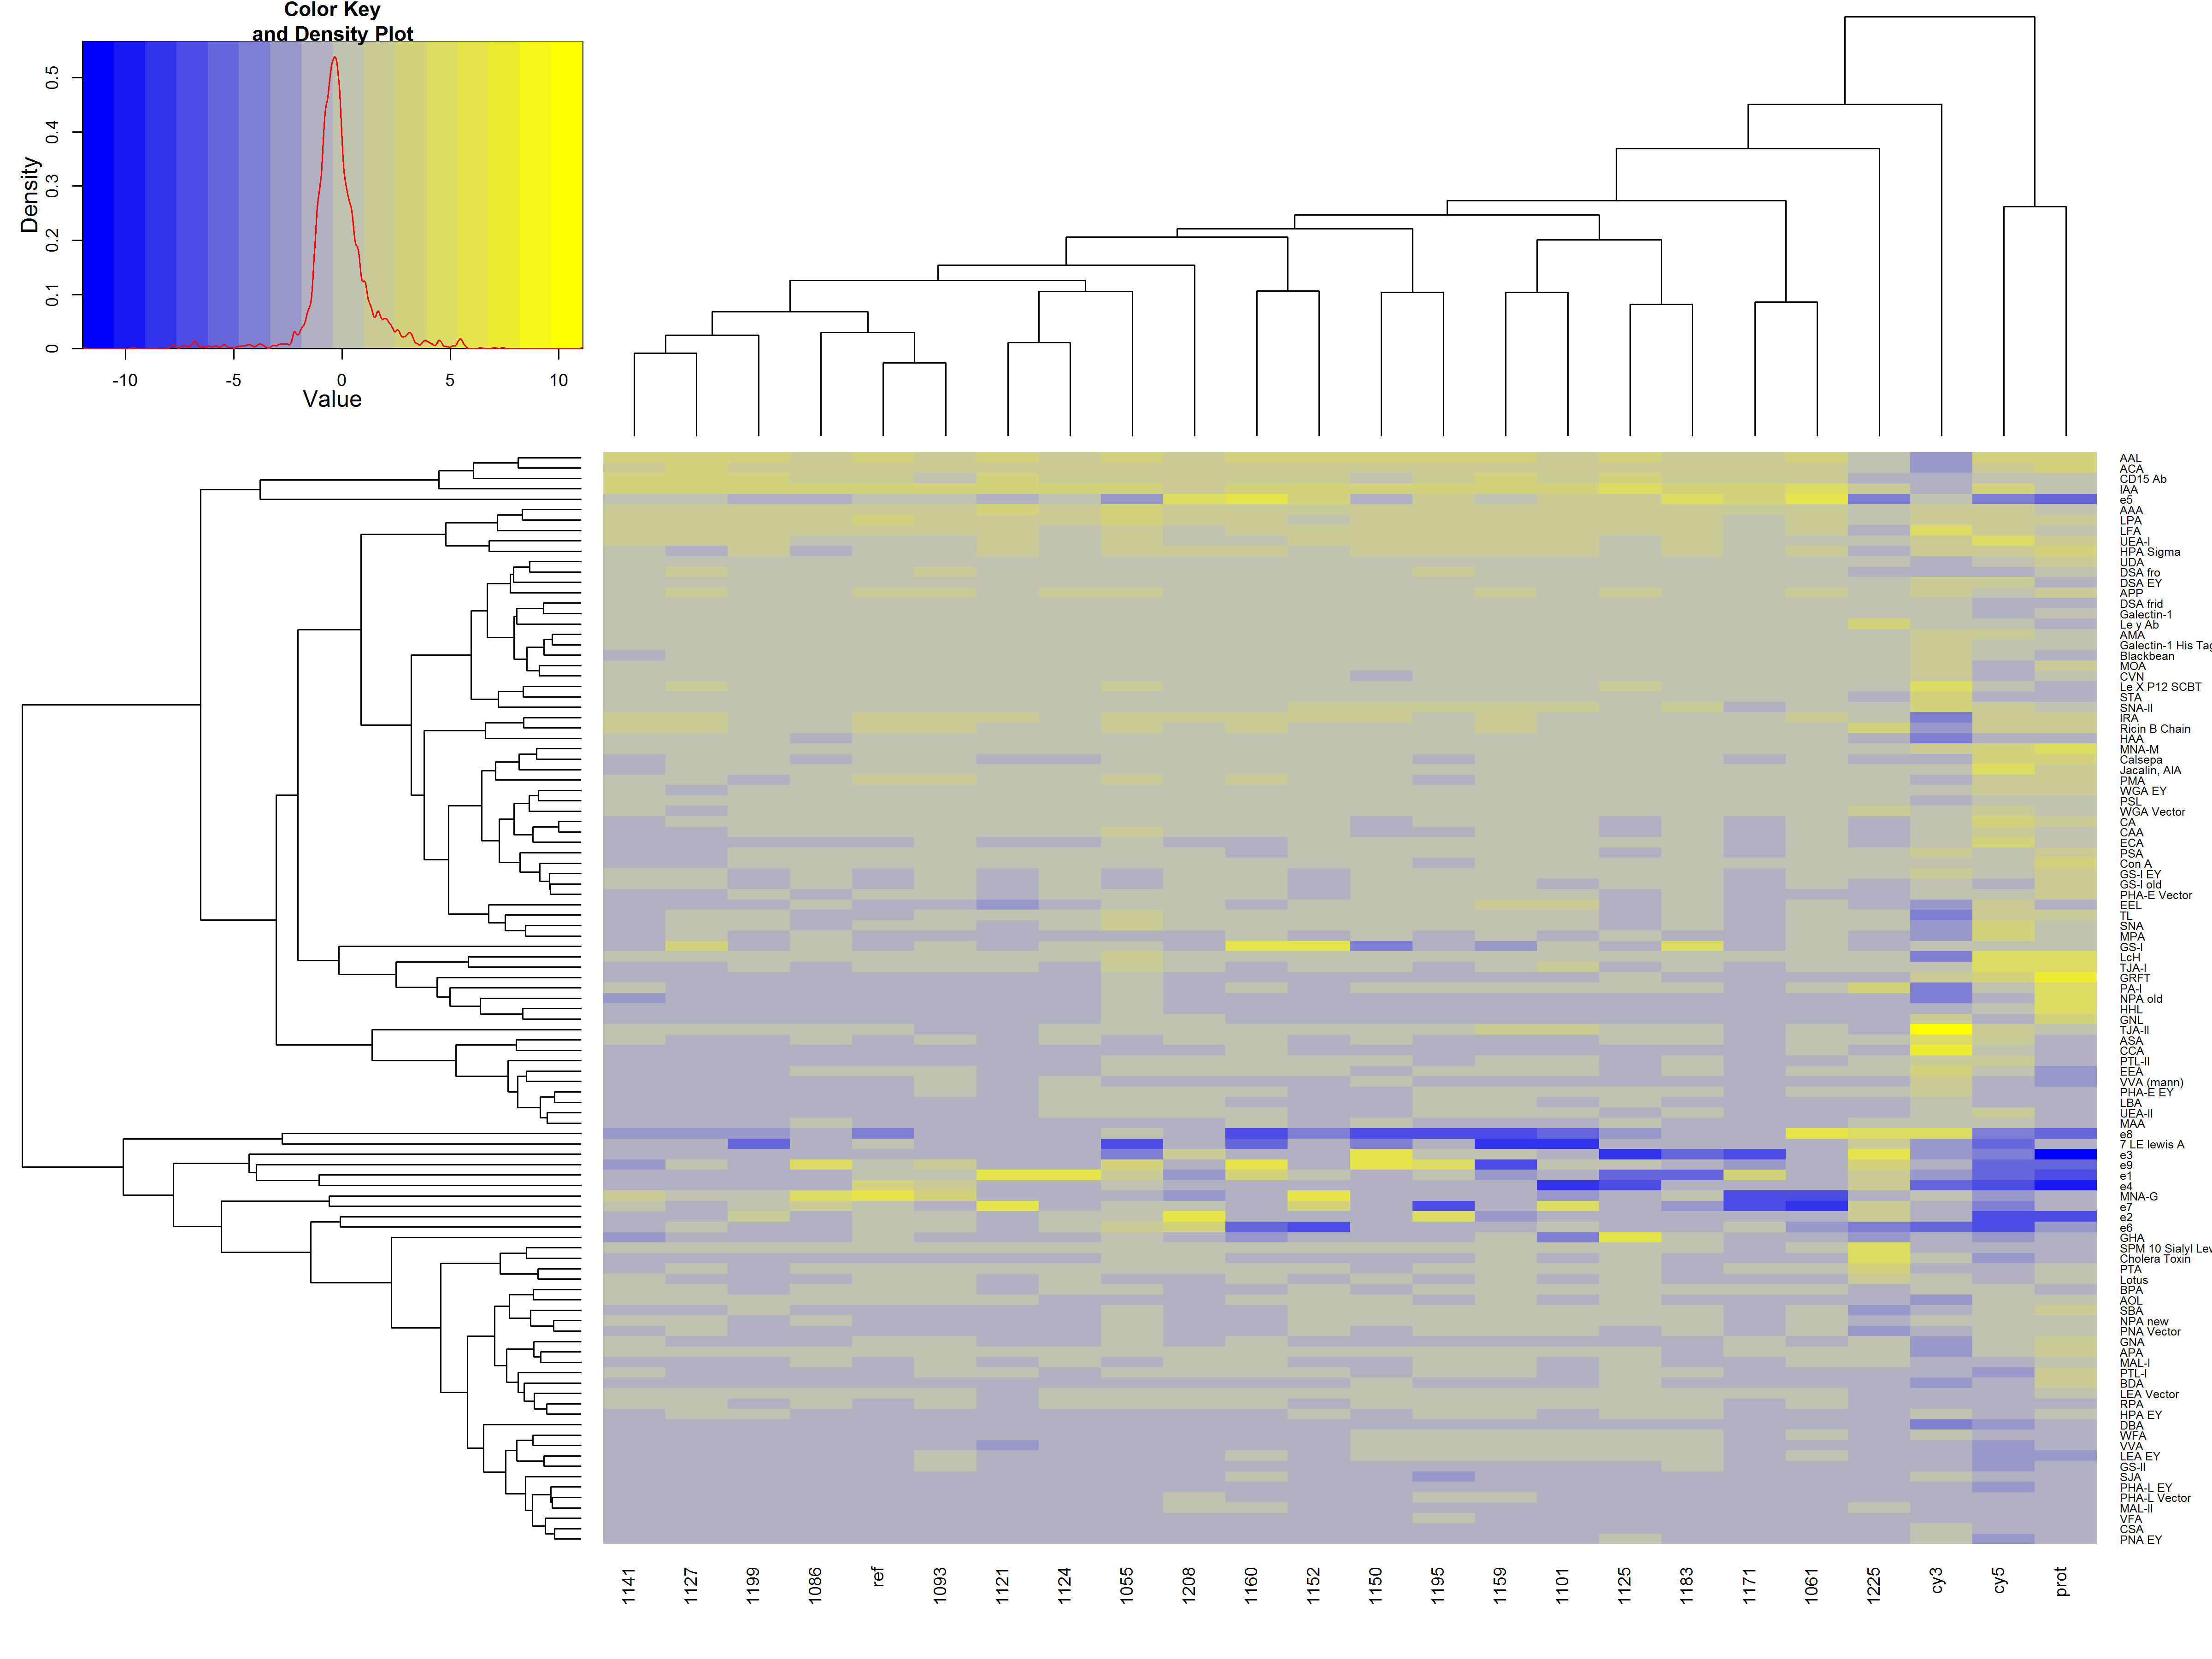 Color Key
and Density Plot
Density
0
0.1
0.2
0.3
0.4
0.5
-10
-5
0
5
10
Value
AAL
ACA
CD15 Ab
IAA
e5
AAA
LPA
LFA
UEA-I
HPA Sigma
UDA
DSA fro
DSA EY
APP
DSA frid
Galectin-1
Le y Ab
AMA
Galectin-1 His Tag
Blackbean
MOA
CVN
Le X P12 SCBT
STA
SNA-II
IRA
Ricin B Chain
HAA
MNA-M
Calsepa
Jacalin, AIA
PMA
WGA EY
PSL
WGA Vector
CA
CAA
ECA
PSA
Con A
GS-I EY
GS-I old
PHA-E Vector
EEL
TL
SNA
MPA
GS-I
LcH
TJA-I
GRFT
PA-I
NPA old
HHL
GNL
TJA-II
ASA
CCA
PTL-II
EEA
VVA (mann)
PHA-E EY
LBA
UEA-II
MAA
e8
7 LE lewis A
e3
e9
e1
e4
MNA-G
e7
e2
e6
GHA
SPM 10 Sialyl Lev
Cholera Toxin
PTA
Lotus
BPA
AOL
SBA
NPA new
PNA Vector
GNA
APA
MAL-I
PTL-I
BDA
LEA Vector
RPA
HPA EY
DBA
WFA
VVA
LEA EY
GS-II
SJA
PHA-L EY
PHA-L Vector
MAL-II
VFA
CSA
PNA EY
1141
1127
1199
1086
ref
1093
1121
1124
1055
1208
1160
1152
1150
1195
1159
1101
1125
1183
1171
1061
1225
cy3
cy5
prot